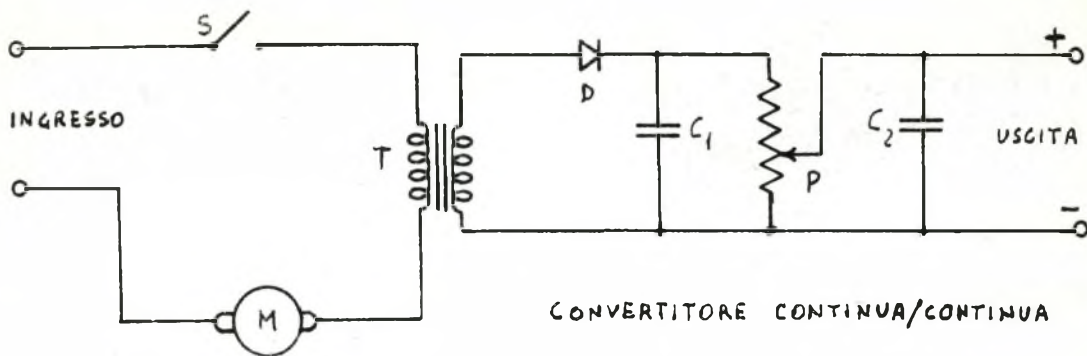 S
+
INGRESSO
D
C₁
C₂
USCITA
T
P
-
M
CONVERTITORE CONTINUA/CONTINUA